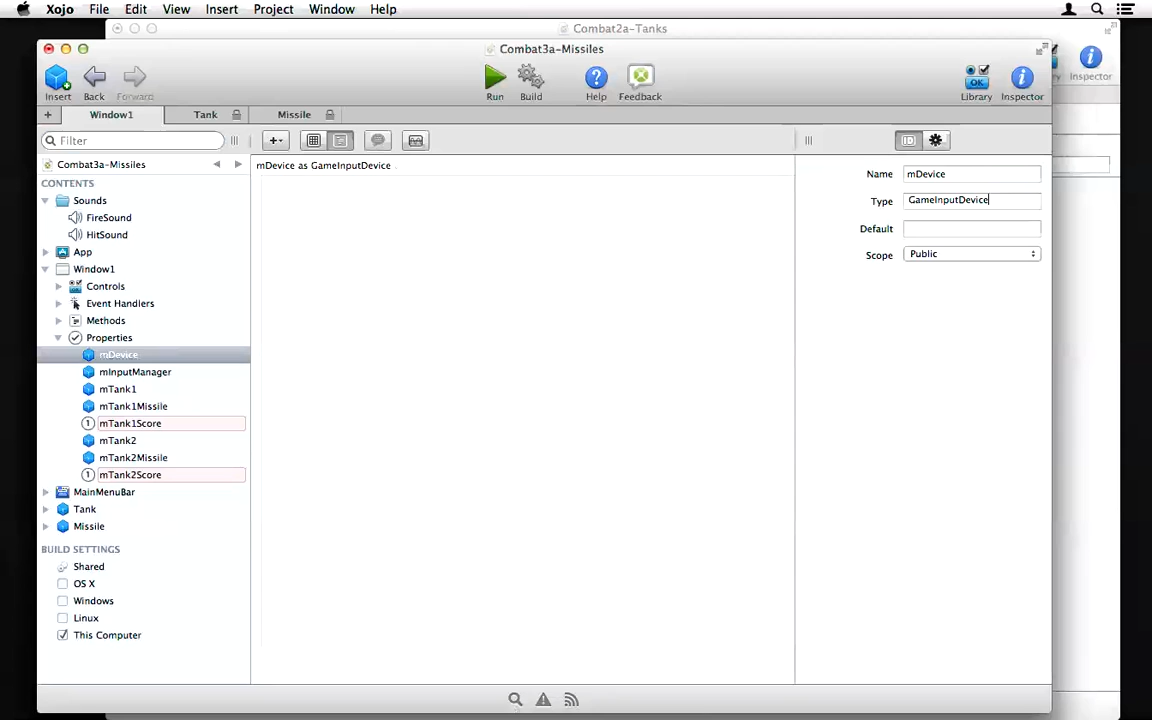 Xojo File Edit View Insert Project Window Help
Combat2a-Tanks
Combat3a-Missiles
Insert Back Forward Run Build Help Feedback Library Inspector
Inspector
Window1 Tank Missile
Filter
Combat3a-Missiles
mDevice as GameInputDevice
CONTENTS
Sounds
FireSound
HitSound
App
Window1
Controls
Event Handlers
Methods
Properties
mDevice
mInputManager
mTank1
mTank1Missile
1 mTank1Score
mTank2
mTank2Missile
1 mTank2Score
MainMenuBar
Tank
Missile
BUILD SETTINGS
Shared
OS X
Windows
Linux
This Computer
Name mDevice
Type GameInputDevice
Default
Scope Public